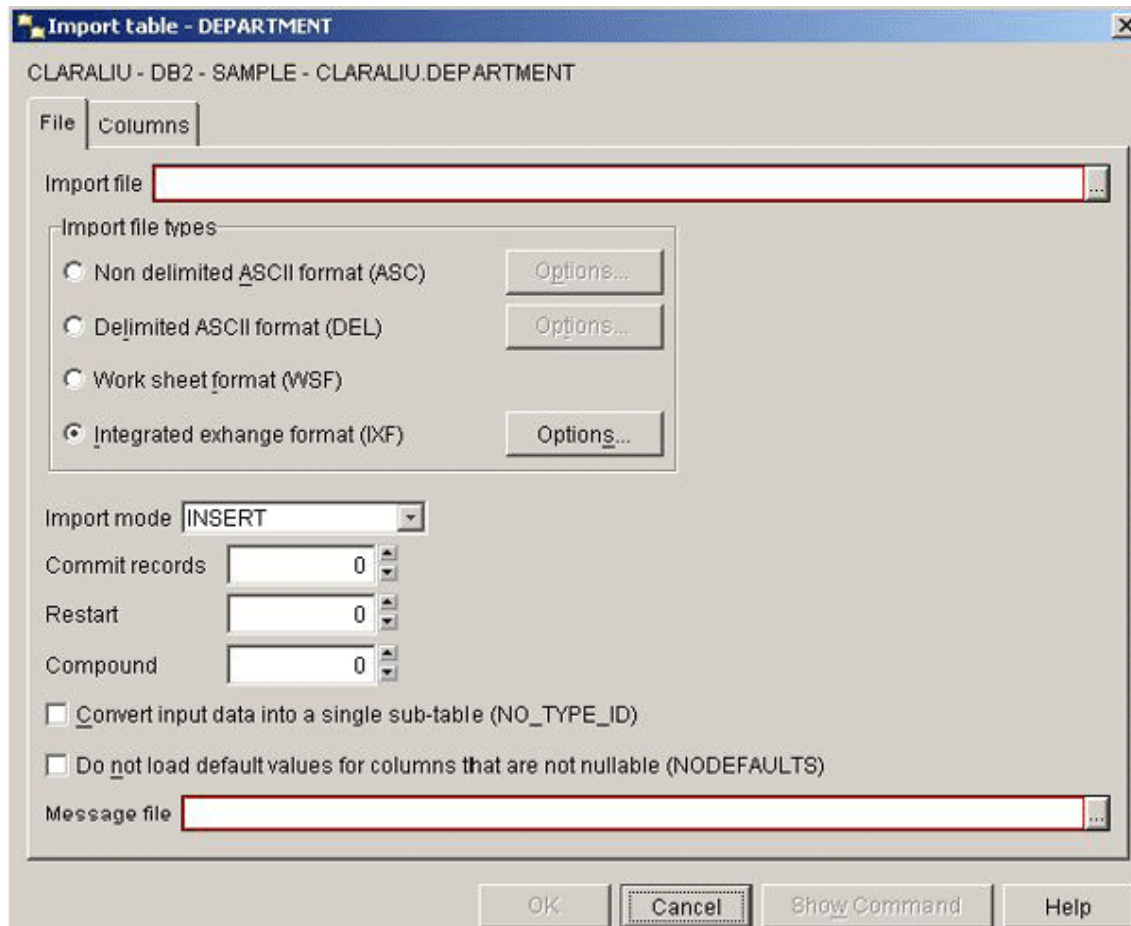 Import table - DEPARTMENT
CLARALIU - DB2 - SAMPLE - CLARALIU.DEPARTMENT
File Columns
Import file ...
Import file types
Non delimited ASCII format (ASC) Options...
Delimited ASCII format (DEL) Options...
Work sheet format (WSF)
Integrated exhange format (IXF) Options...
Import mode INSERT
Commit records 0
Restart 0
Compound 0
Convert input data into a single sub-table (NO_TYPE_ID)
Do not load default values for columns that are not nullable (NODEFAULTS)
Message file ...
OK Cancel Show Command Help